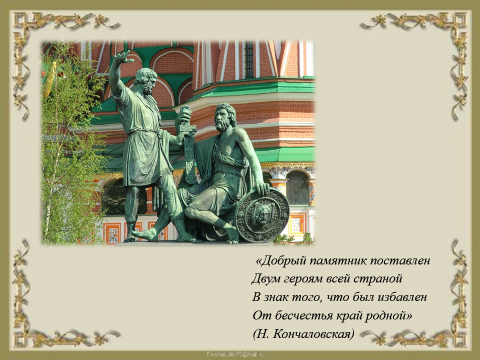 «Добрый памятник поставлен
Двум героям всей страной
В знак того, что был избавлен
От бесчестья край родной»
(Н. Кончаловская)